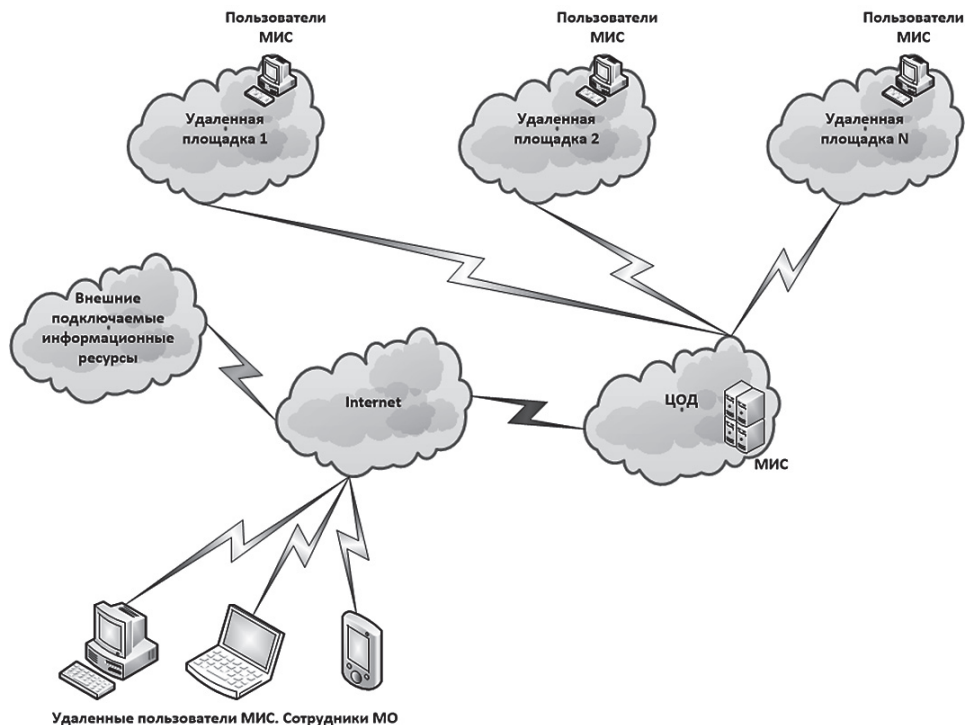 Пользователи
МИС
Пользователи
МИС
Пользователи
МИС
Удаленная
площадка 1
Удаленная
площадка 2
Удаленная
площадка N
Внешние
подключаемые
информационные
ресурсы
Internet
ЦОД
МИС
Удаленные пользователи МИС. Сотрудники МО